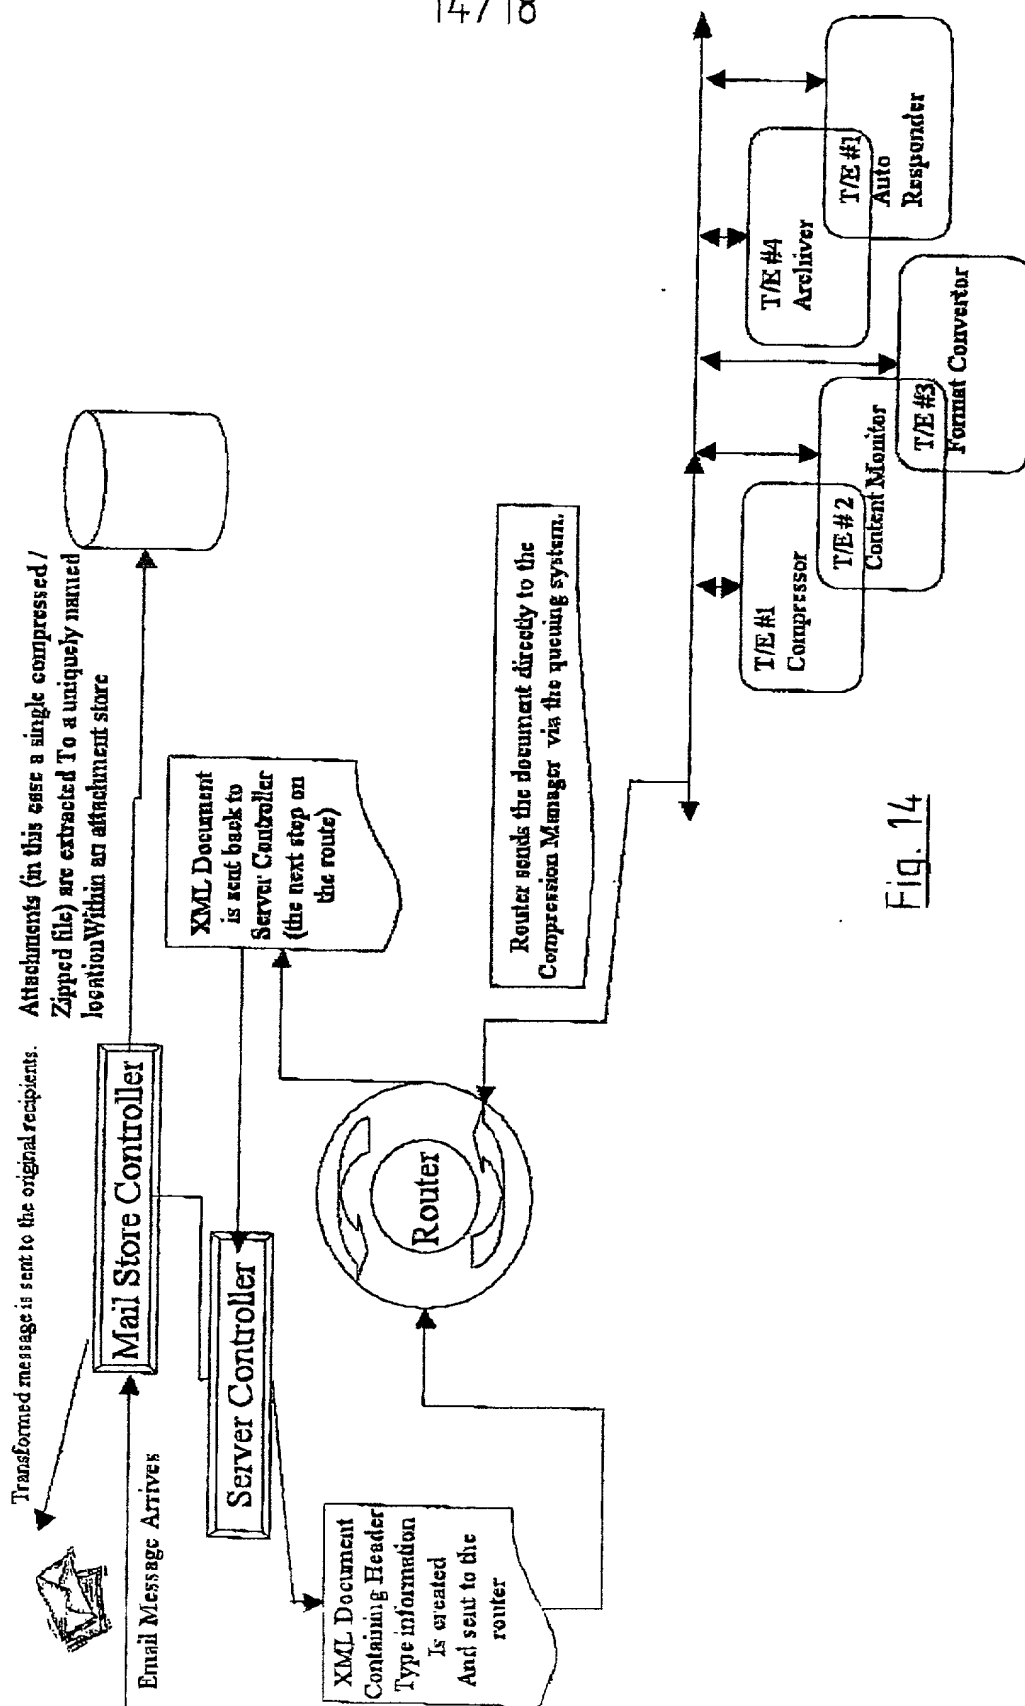 14/18
Transformed message is sent to the original recipients.
Attachments (in this case a single compressed /
Zipped file) are extracted To a uniquely named
locationWithin an attachment store
Email Message Arrives
Mail Store Controller
Server Controller
XML Document
is sent back to
Server Controller
(the next step on
the route)
XML Document
Containing Header
Type information
Is created
And sent to the
router
Router
Router sends the document directly to the
Compression Manager via the queuing system.
T/E #1
Compressor
T/E # 2
Content Monitor
T/E #3
Format Convertor
T/E #4
Archiver
T/E #1
Auto
Responder
Fig. 14